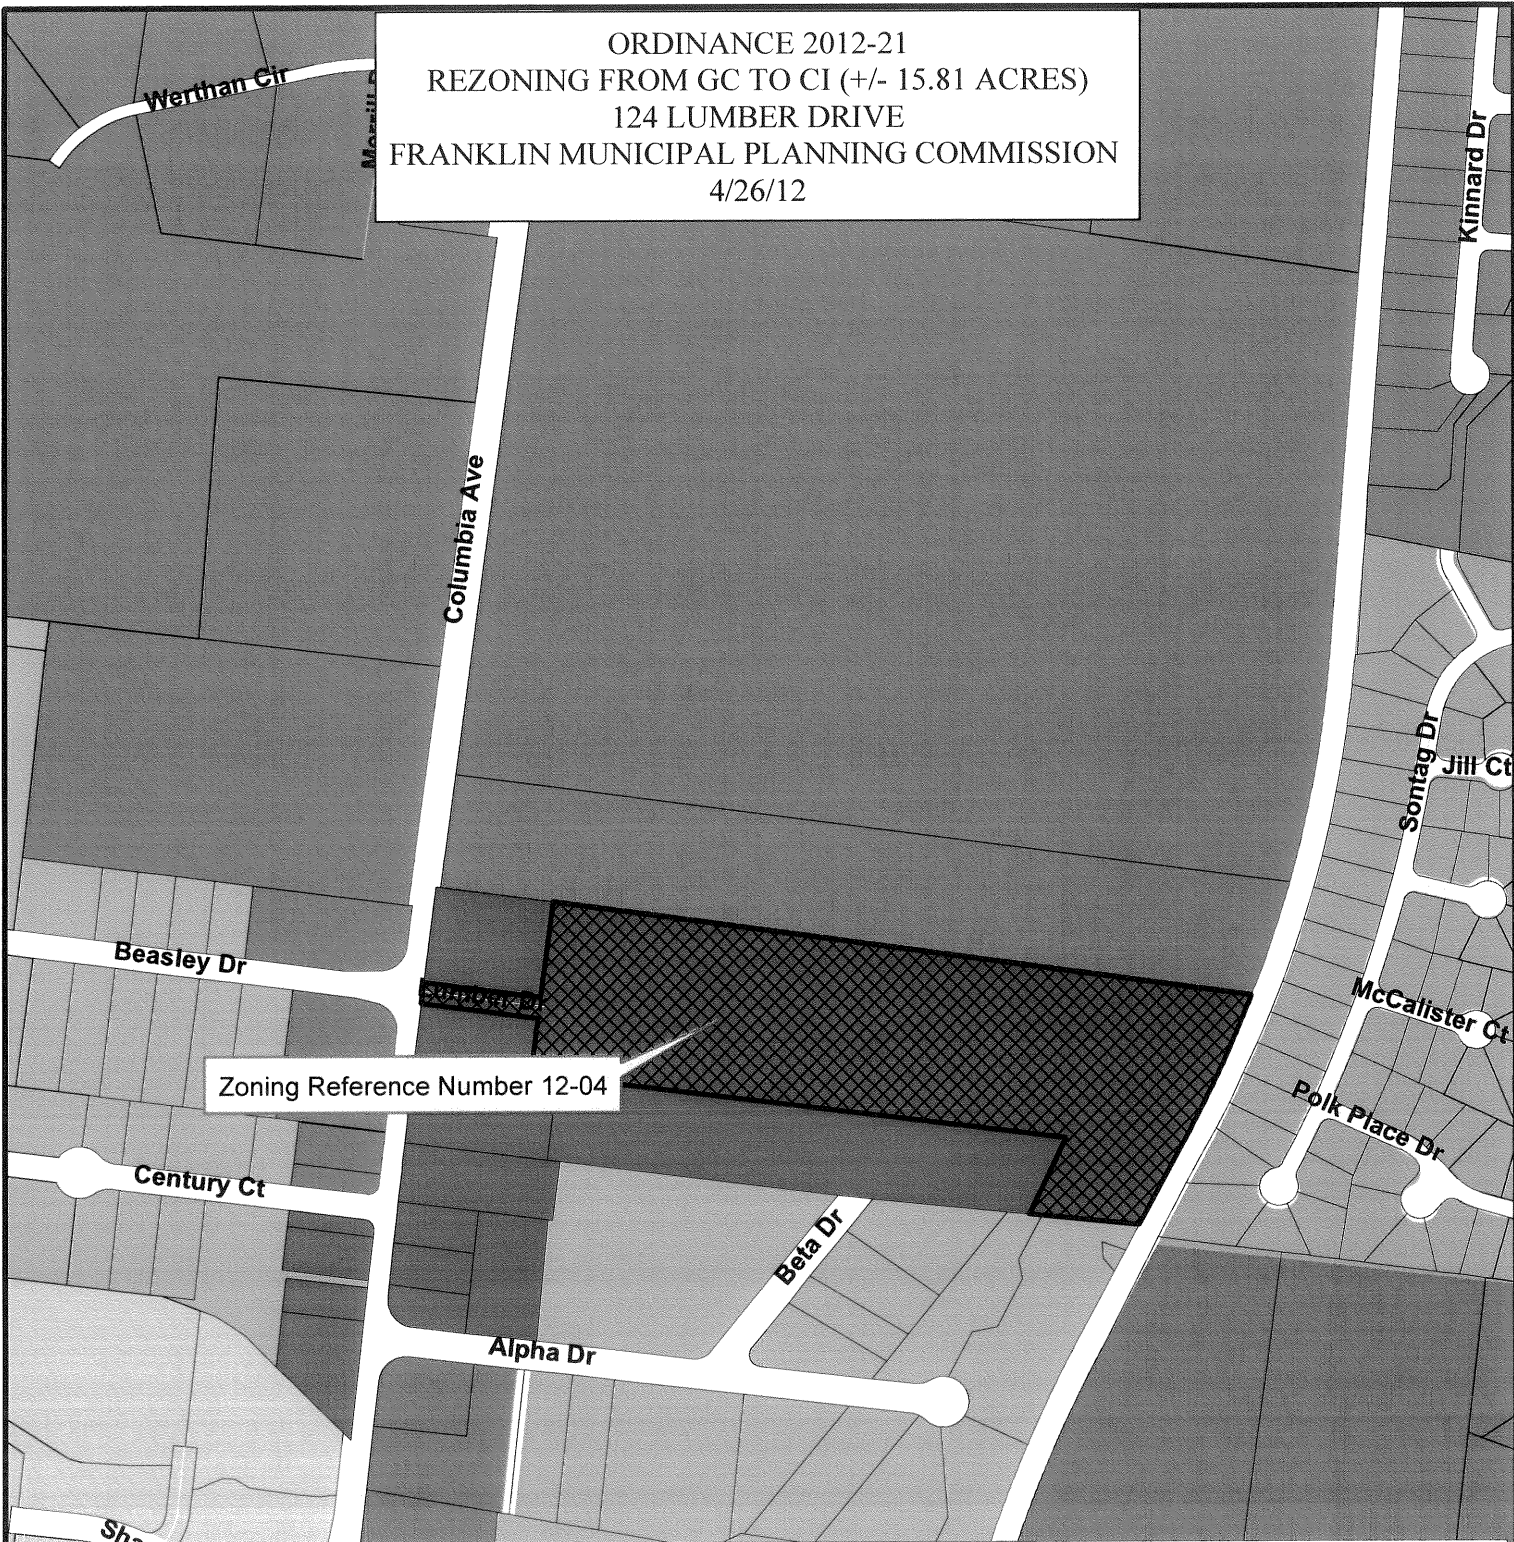 ORDINANCE 2012-21
REZONING FROM GC TO CI (+/- 15.81 ACRES)
124 LUMBER DRIVE
FRANKLIN MUNICIPAL PLANNING COMMISSION
4/26/12
Werthan Cir
Kinnard Dr
Columbia Ave
Sontag Dr
Jill Ct
Beasley Dr
Lumber Dr
McCalister Ct
Zoning Reference Number 12-04
Polk Place Dr
Century Ct
Beta Dr
Alpha Dr